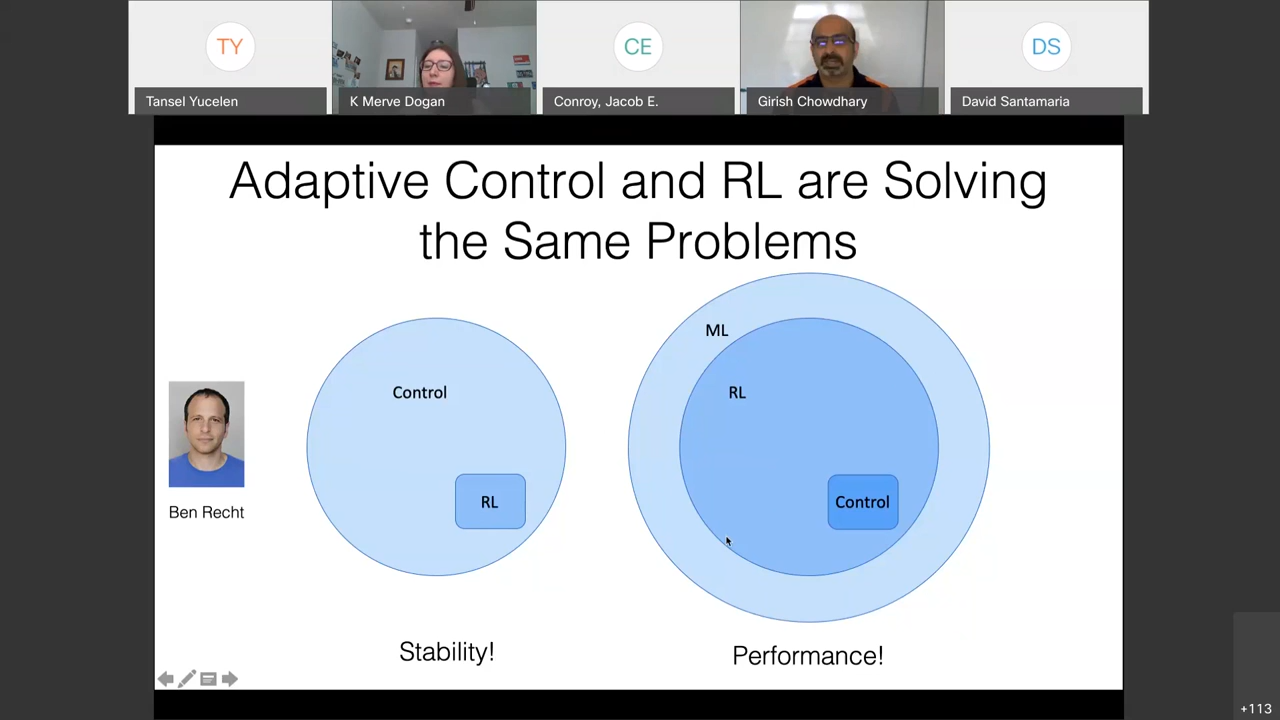 TY
CE
DS
Tansel Yucelen
K Merve Dogan
Conroy, Jacob E.
Girish Chowdhary
David Santamaria
Adaptive Control and RL are Solving
the Same Problems
ML
Control
RL
RL
Control
Ben Recht
Stability!
Performance!
+113